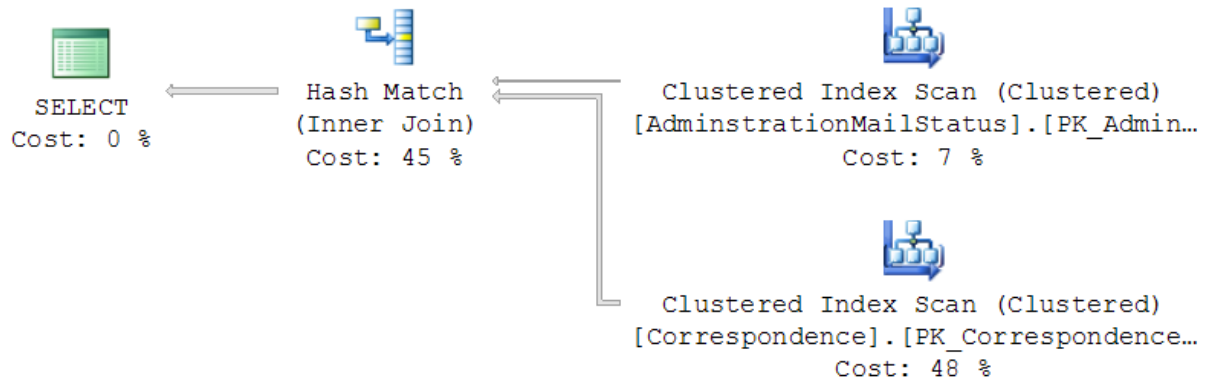 SELECT
Cost: 0 %
Hash Match
(Inner Join)
Cost: 45 %
Clustered Index Scan (Clustered)
[AdminstrationMailStatus].[PK_Admin…
Cost: 7 %
Clustered Index Scan (Clustered)
[Correspondence].[PK_Correspondence…
Cost: 48 %